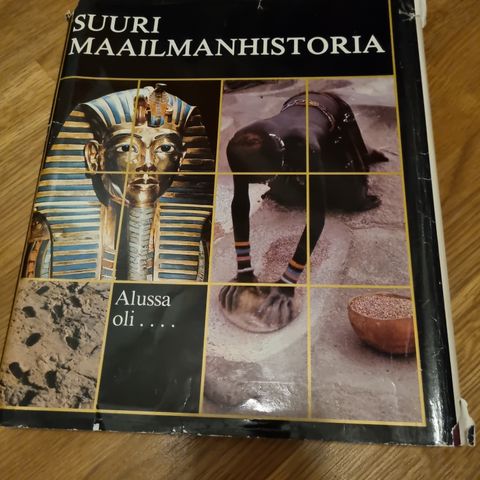 SUURI
MAAILMANHISTORIA
Alussa
oli....